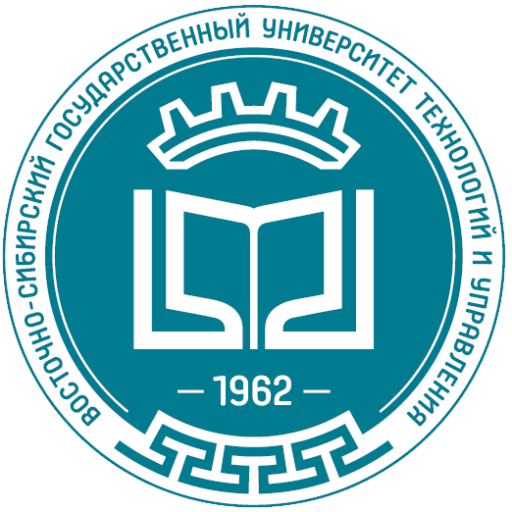 ВОСТОЧНО-СИБИРСКИЙ ГОСУДАРСТВЕННЫЙ УНИВЕРСИТЕТ ТЕХНОЛОГИЙ И УПРАВЛЕНИЯ
– 1962 –